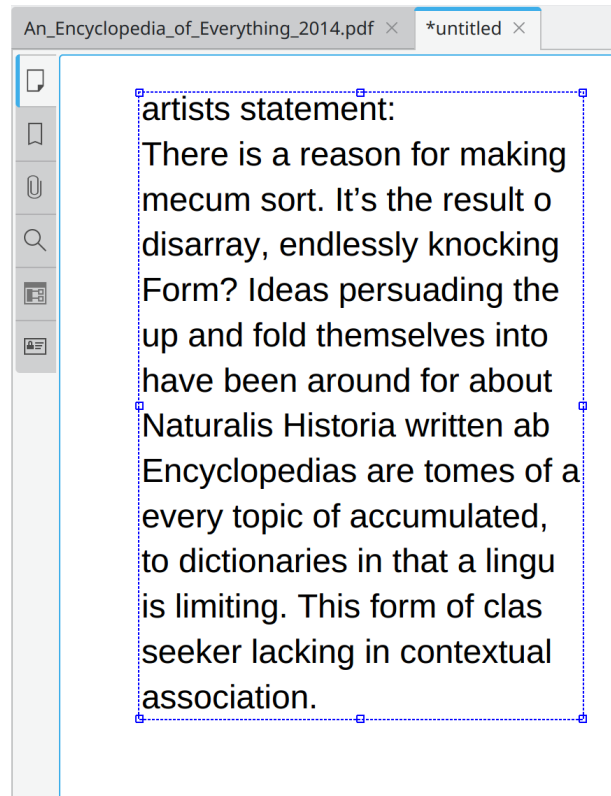 An_Encyclopedia_of_Everything_2014.pdf
*untitled
artists statement:
There is a reason for making
mecum sort. It’s the result o
disarray, endlessly knocking
Form? Ideas persuading the
up and fold themselves into
have been around for about
Naturalis Historia written ab
Encyclopedias are tomes of a
every topic of accumulated,
to dictionaries in that a lingu
is limiting. This form of clas
seeker lacking in contextual
association.